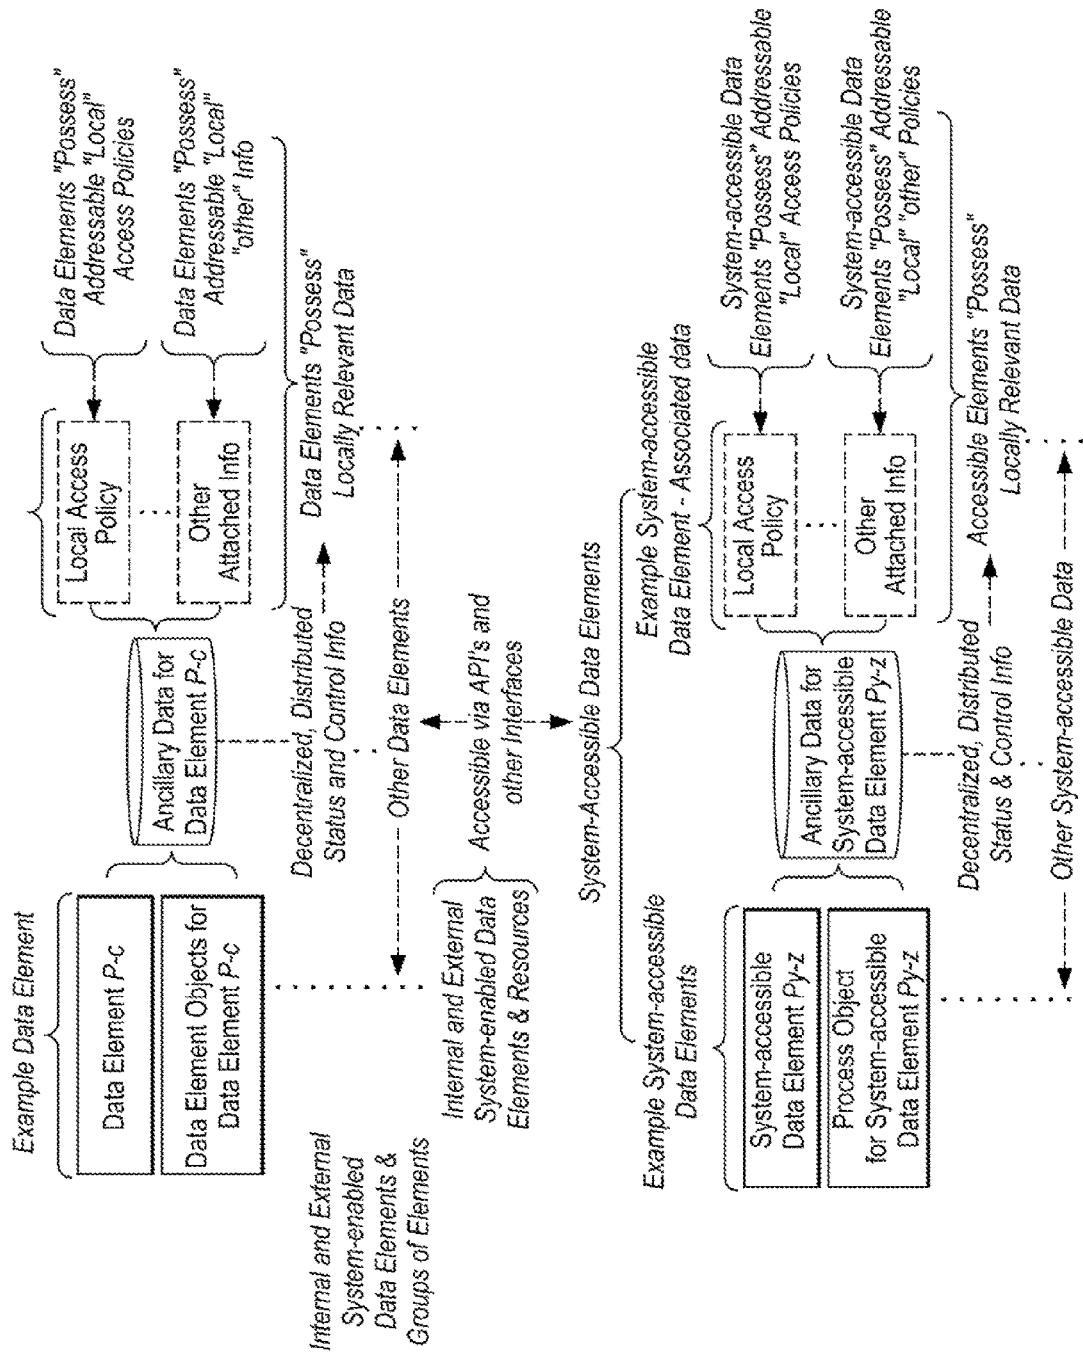 Example Data Element
Data Element P-c
Data Element Objects for
Data Element P-c
Ancillary Data for
Data Element P-c
Local Access
Policy
Other
Attached Info
Data Elements "Possess"
Addressable "Local"
Access Policies
Data Elements "Possess"
Addressable "Local"
"other" Info
Internal and External
System-enabled
Data Elements &
Groups of Elements
Decentralized, Distributed
Status and Control Info
Data Elements "Possess"
Locally Relevant Data
Other Data Elements
Internal and External
System-enabled Data
Elements & Resources
Accessible via API's and
other Interfaces
System-Accessible Data Elements
Example System-accessible
Data Elements
Example System-accessible
Data Element - Associated data
System-accessible
Data Element Py-z
Process Object
for System-accessible
Data Element Py-z
Ancillary Data for
System-accessible
Data Element Py-z
Local Access
Policy
Other
Attached Info
System-accessible Data
Elements "Possess" Addressable
"Local" Access Policies
System-accessible Data
Elements "Possess" Addressable
"Local" "other" Policies
Decentralized, Distributed
Status & Control Info
Accessible Elements "Possess"
Locally Relevant Data
Other System-accessible Data